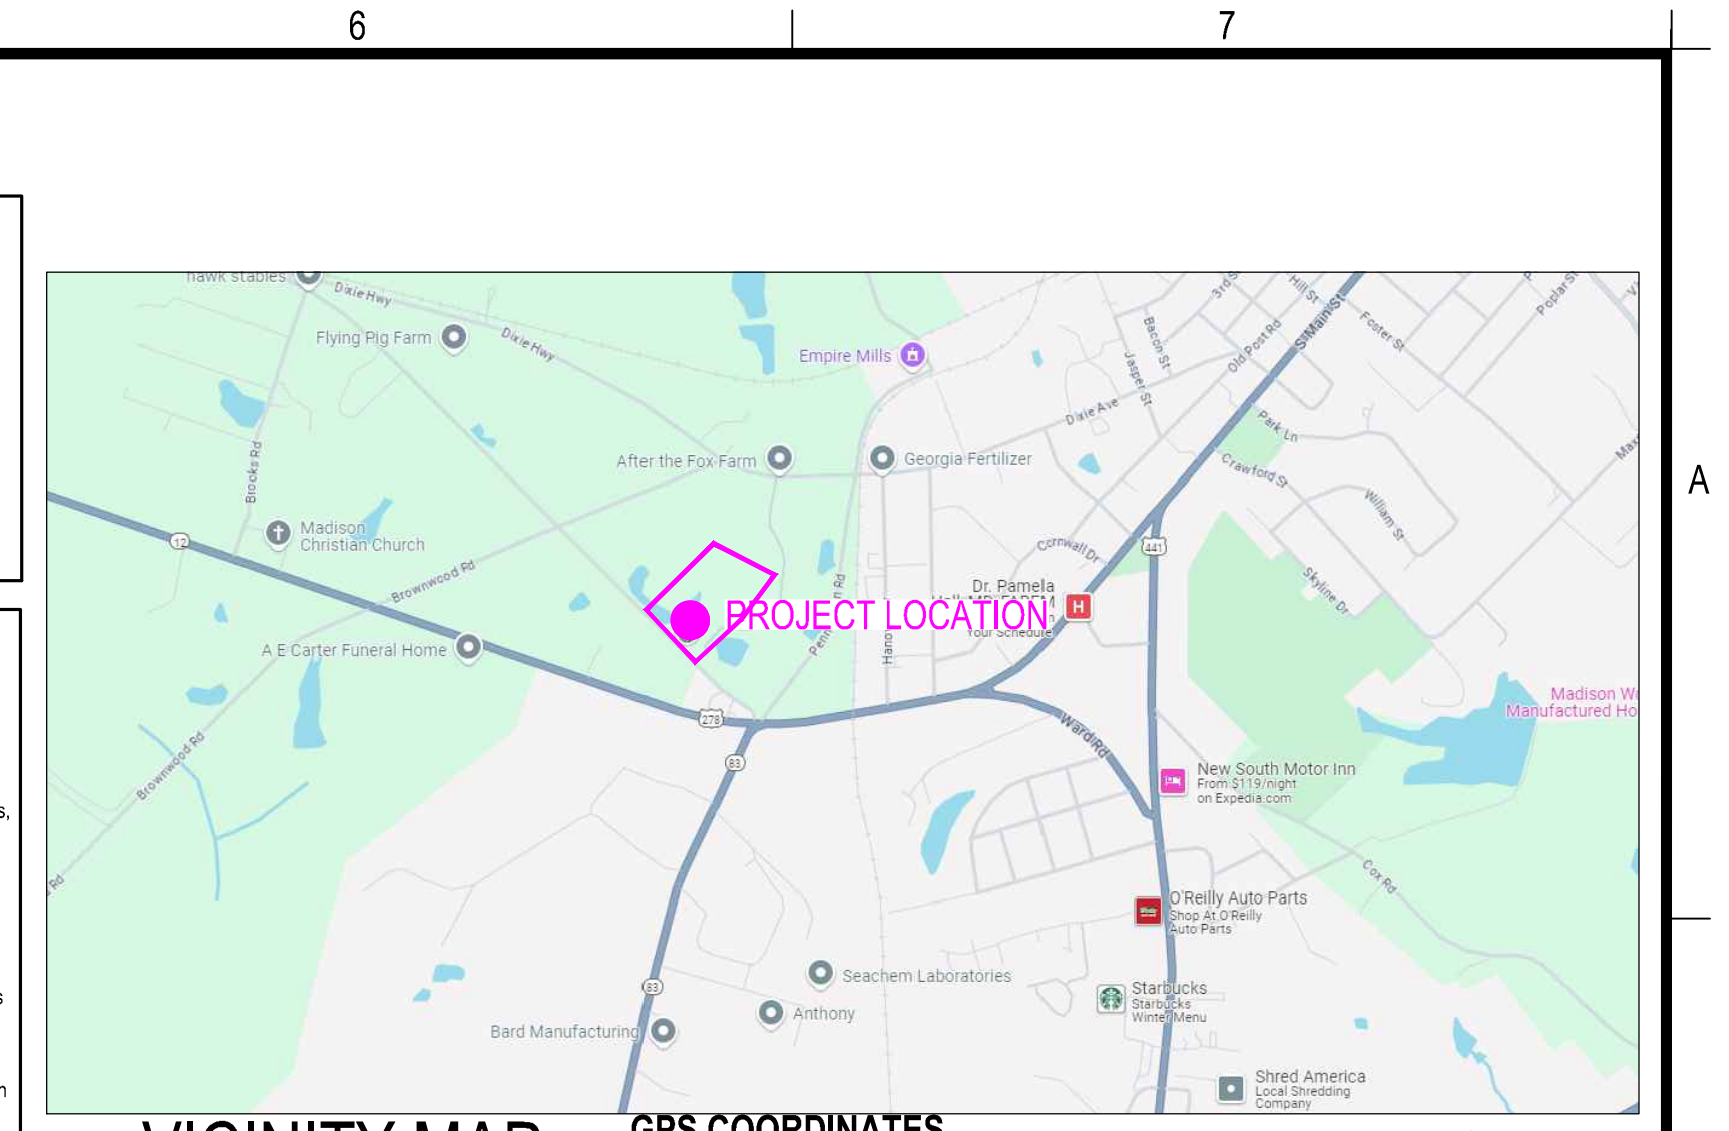 6
7
A
hawk stables
Dixie Hwy
Flying Pig Farm
Dixie Hwy
Empire Mills
3rd S
Hill St
S Main St
Foster St
Poplar St
Bacon St
Jasper St
Old Post Rd
Dixie Ave
Park Ln
Crawford St
William St
Brooks Rd
After the Fox Farm
Georgia Fertilizer
12
Madison
Christian Church
Cornwall Dr
441
Skyline Dr
Brownwood Rd
Dr. Pamella
PROJECT LOCATION
H
Your Schedule
A E Carter Funeral Home
278
Ward Rd
Madison W
Manufactured Ho
83
Brownwood Rd
New South Motor Inn
From $119/night
on Expedia.com
s,
Rd
Cox Rd
O'Reilly Auto Parts
Shop At O'Reilly
Auto Parts
Seachem Laboratories
83
Starbucks
Starbucks
Winter Menu
s
Anthony
Bard Manufacturing
Shred America
Local Shredding
Company
VICINITY MAP
GPS COORDINATES